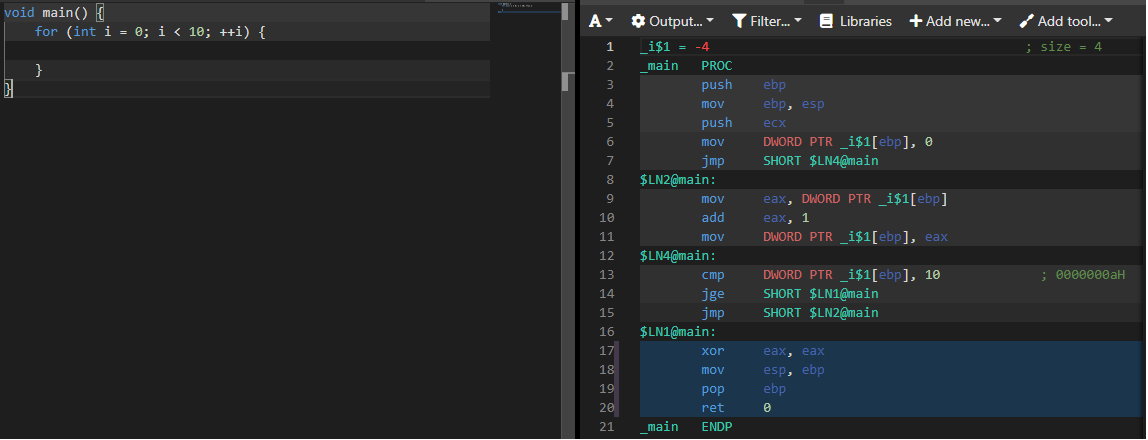 void main() {
    for (int i = 0; i < 10; ++i) {
    }
}
A Output... Filter... Libraries Add new... Add tool...
1 _i$1 = -4 ; size = 4
2 _main PROC
3 push ebp
4 mov ebp, esp
5 push ecx
6 mov DWORD PTR _i$1[ebp], 0
7 jmp SHORT $LN4@main
8 $LN2@main:
9 mov eax, DWORD PTR _i$1[ebp]
10 add eax, 1
11 mov DWORD PTR _i$1[ebp], eax
12 $LN4@main:
13 cmp DWORD PTR _i$1[ebp], 10 ; 0000000aH
14 jge SHORT $LN1@main
15 jmp SHORT $LN2@main
16 $LN1@main:
17 xor eax, eax
18 mov esp, ebp
19 pop ebp
20 ret 0
21 _main ENDP